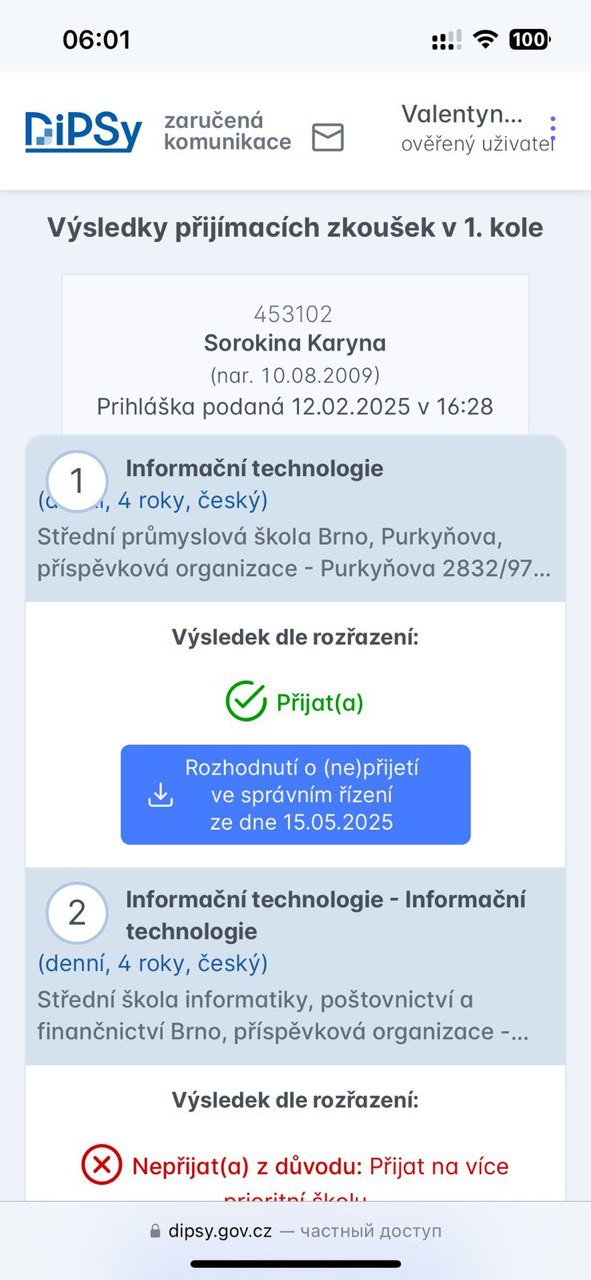 06:01
100
DiPSy
zaručená
komunikace
Valentyn...
ověřený uživatel
Výsledky přijímacích zkoušek v 1. kole
453102
Sorokina Karyna
(nar. 10.08.2009)
Prihláška podaná 12.02.2025 v 16:28
1
Informační technologie
4 roky, český)
Střední průmyslová škola Brno, Purkyňova,
příspěvková organizace - Purkyňova 2832/97...
Výsledek dle rozřazení:
Přijat(a)
Rozhodnutí o (ne)přijetí
ve správním řízení
ze dne 15.05.2025
2
Informační technologie - Informační
technologie
(denní, 4 roky, český)
Střední škola informatiky, poštovnictví a
finančnictví Brno, příspěvková organizace -...
Výsledek dle rozřazení:
Nepřijat(a) z důvodu: Přijat na více
prioritní školu
dipsy.gov.cz — частный доступ